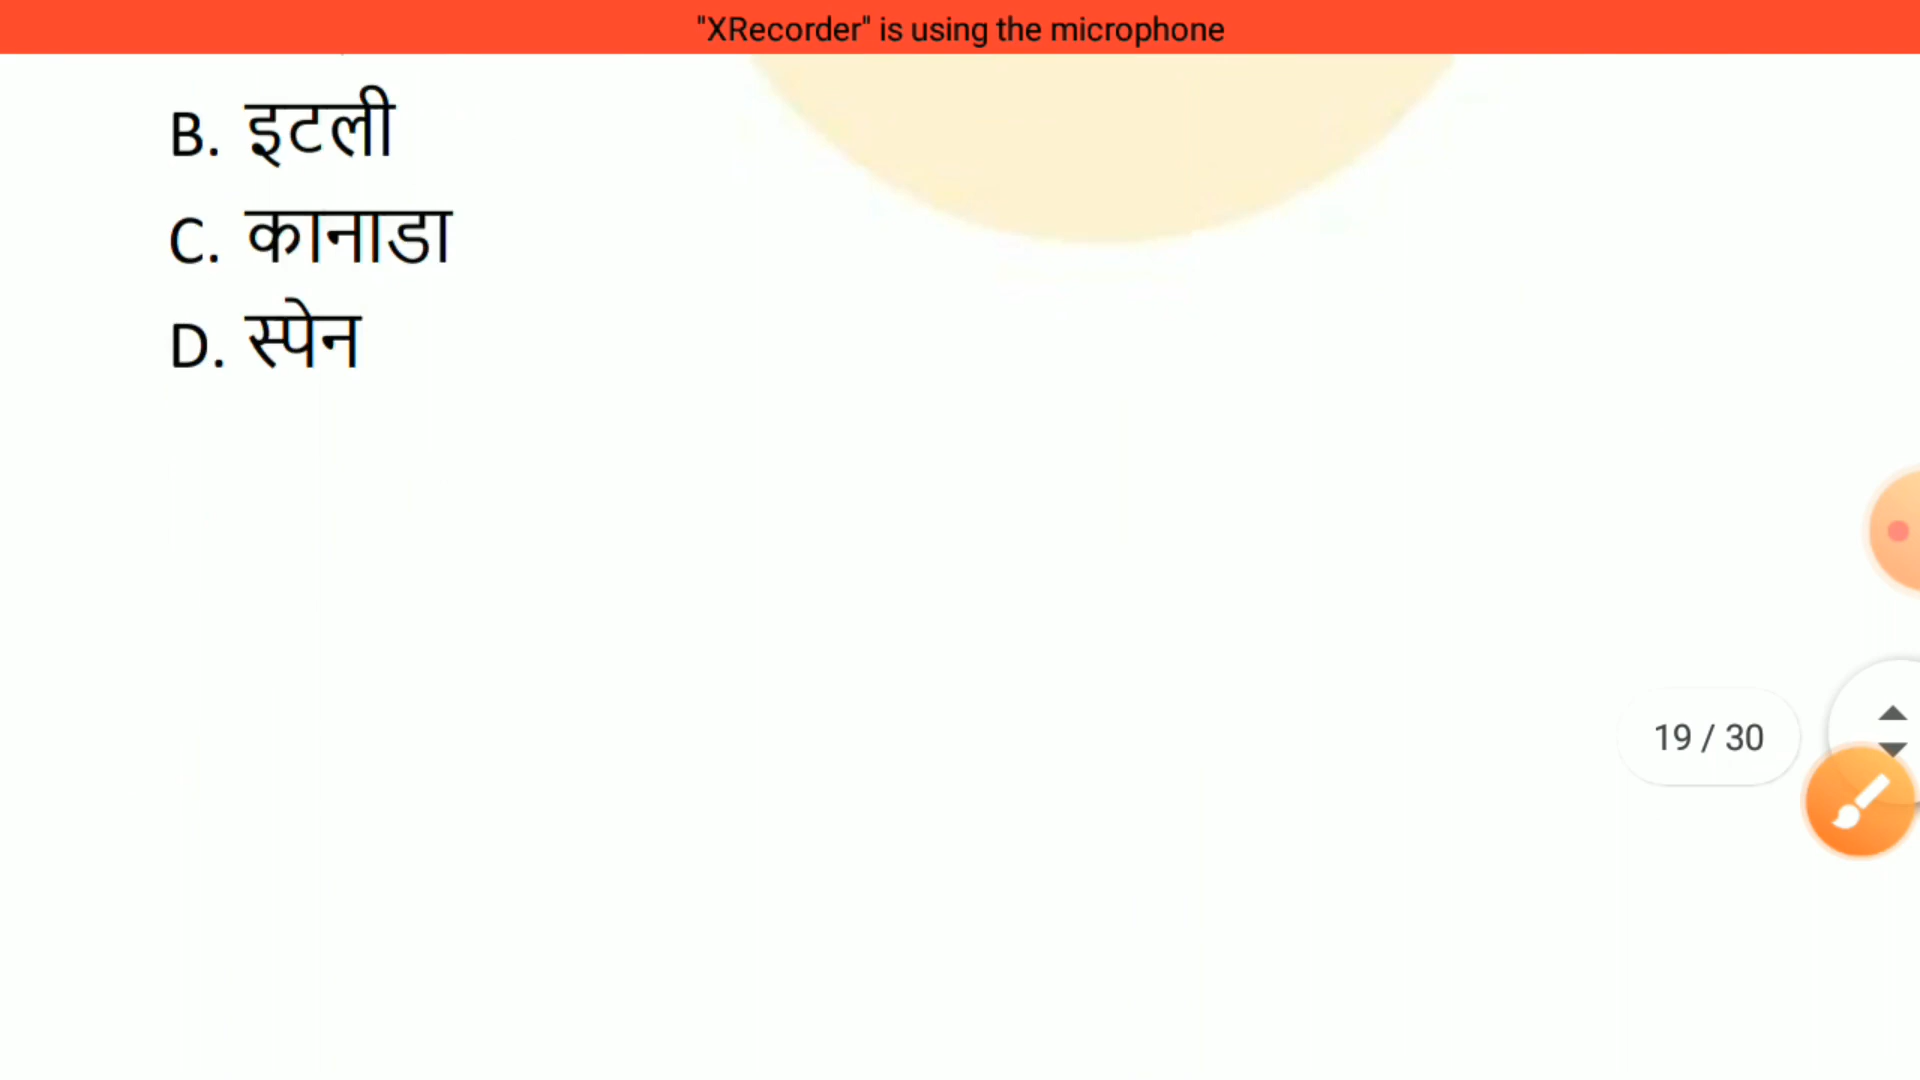 "XRecorder" is using the microphone
B. इटली
C. कानाडा
D. स्पेन
19 / 30